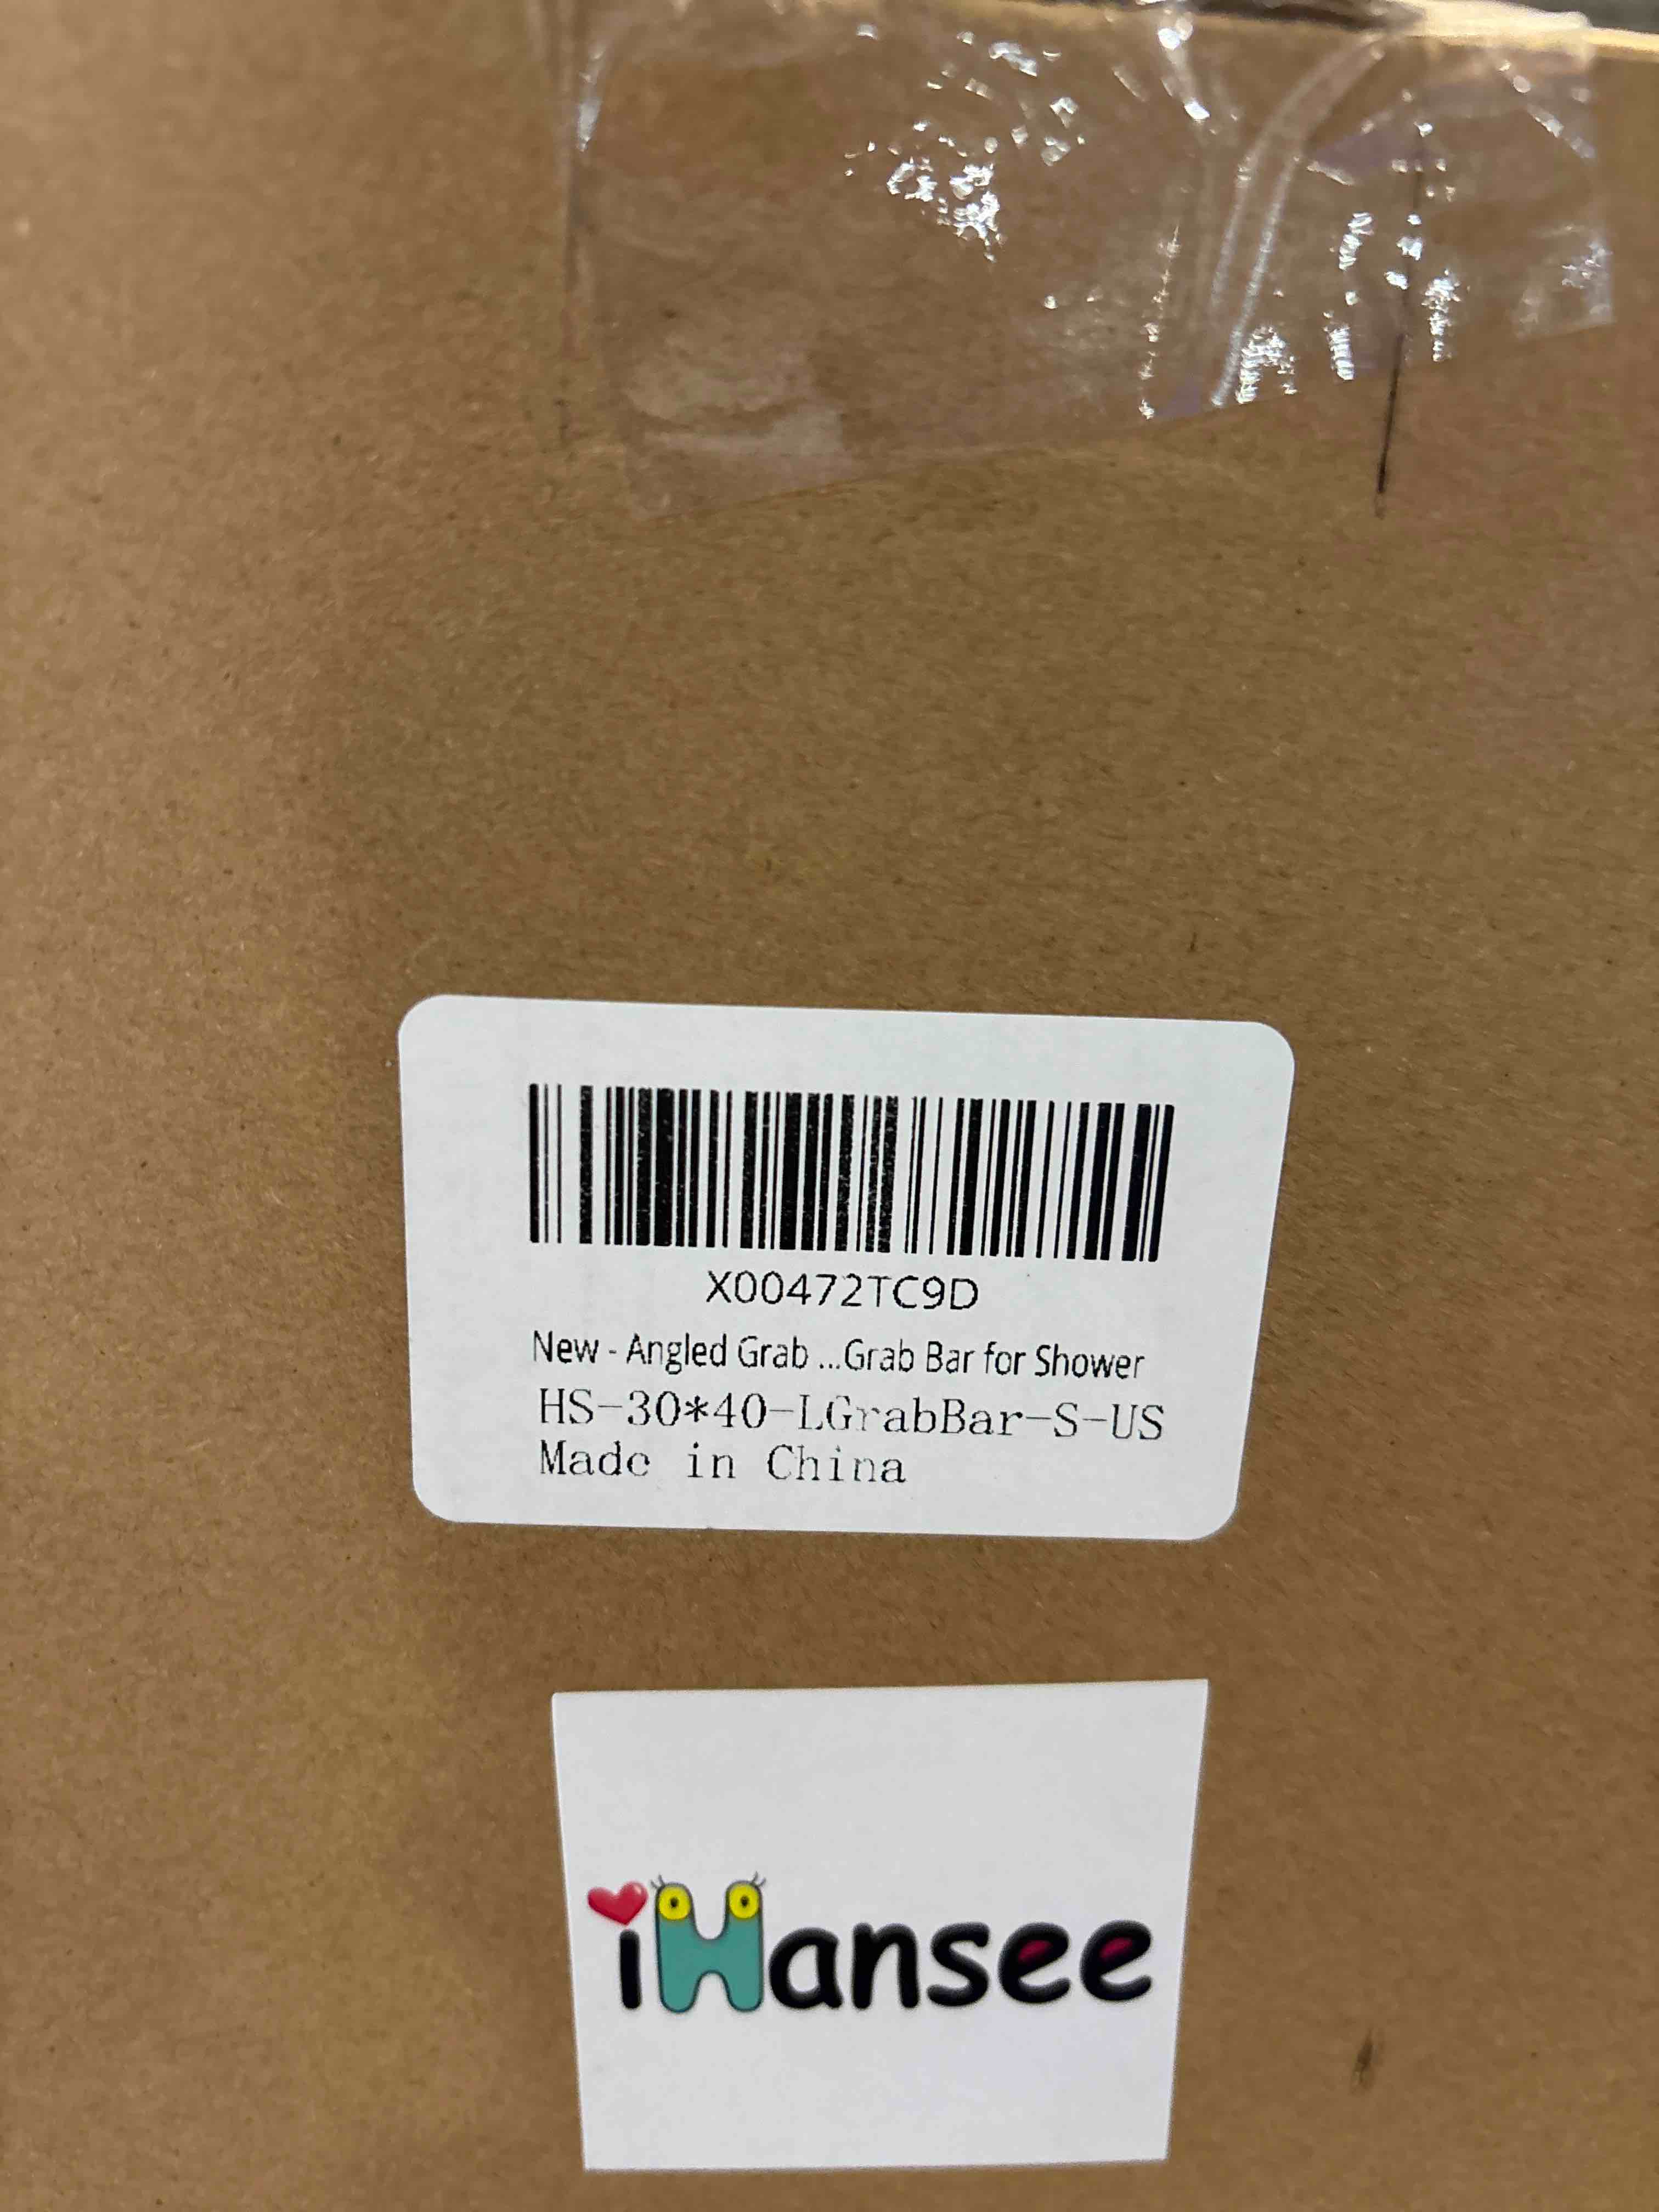 X00472TC9D
New - Angled Grab ...Grab Bar for Shower
HS-30*40-LGrabBar-S-US
Made in China
iHansee